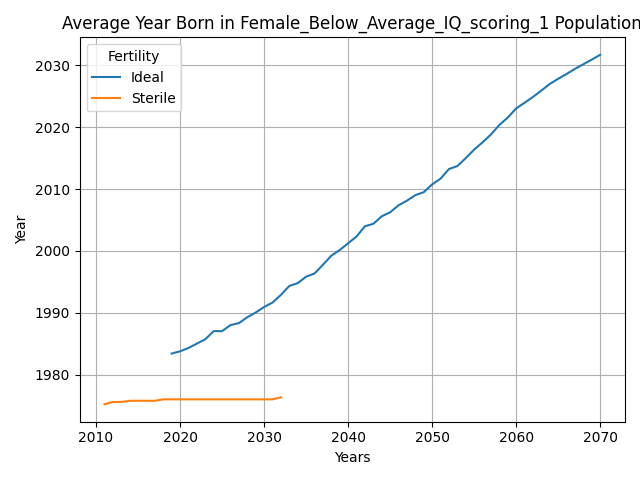 Average Year Born in Female_Below_Average_IQ_scoring_1 Population
Fertility
Ideal
Sterile
2030
2020
2010
2000
1990
1980
Year
2010 2020 2030 2040 2050 2060 2070
Years